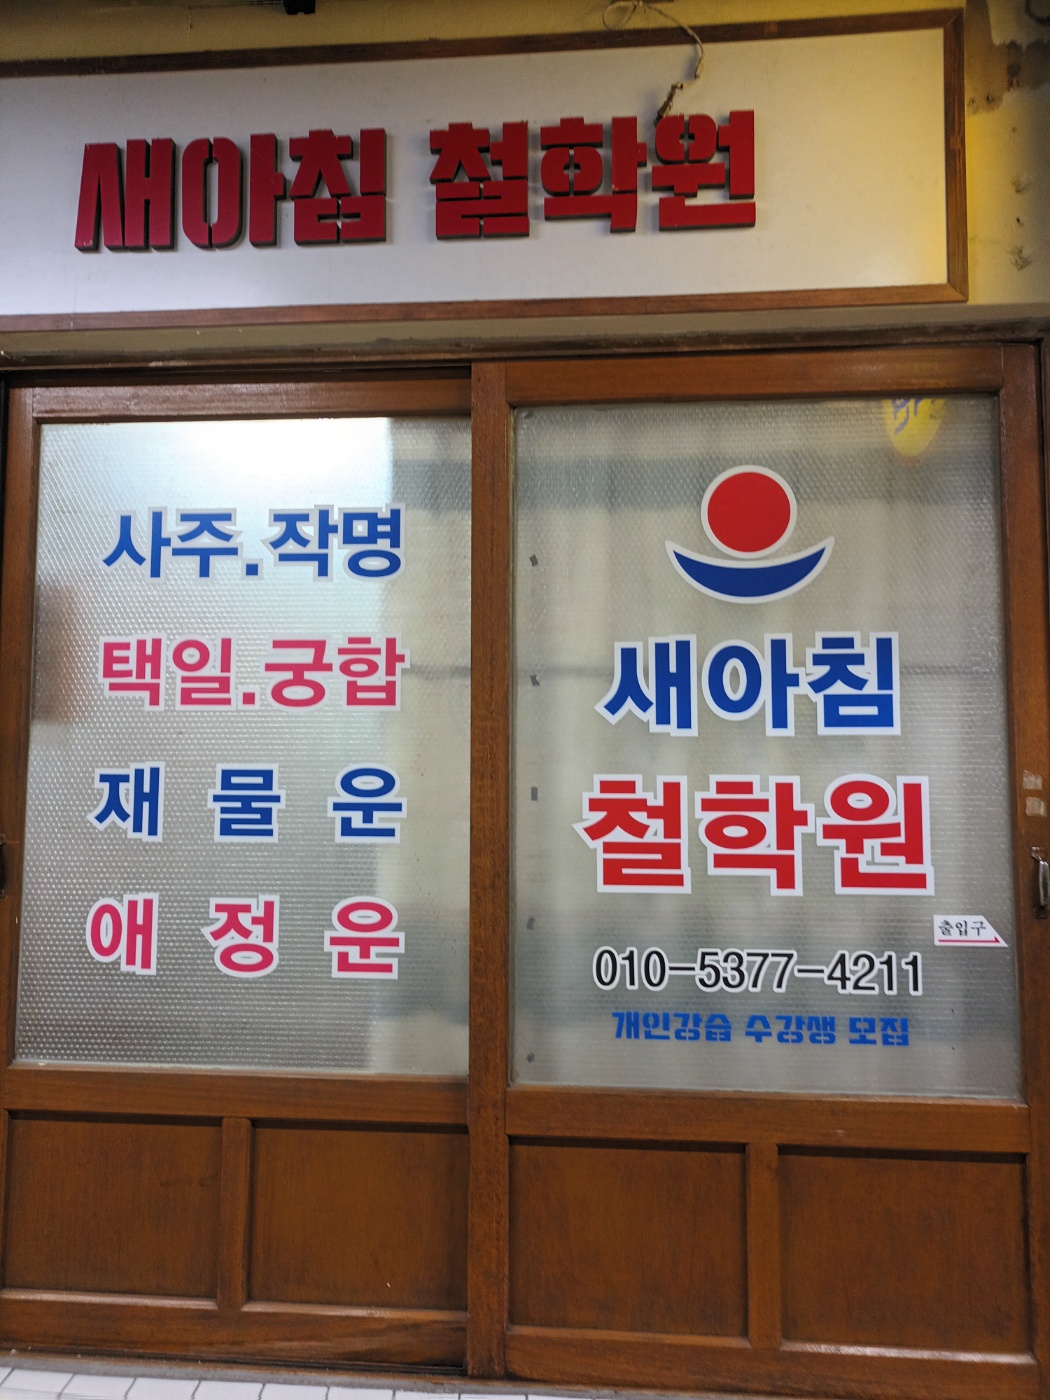 새아침 철학원
사주.작명
택일.궁합
재 물 운
애 정 운
새아침
철학원
출입구
010-5377-4211
개인강습 수강생 모집